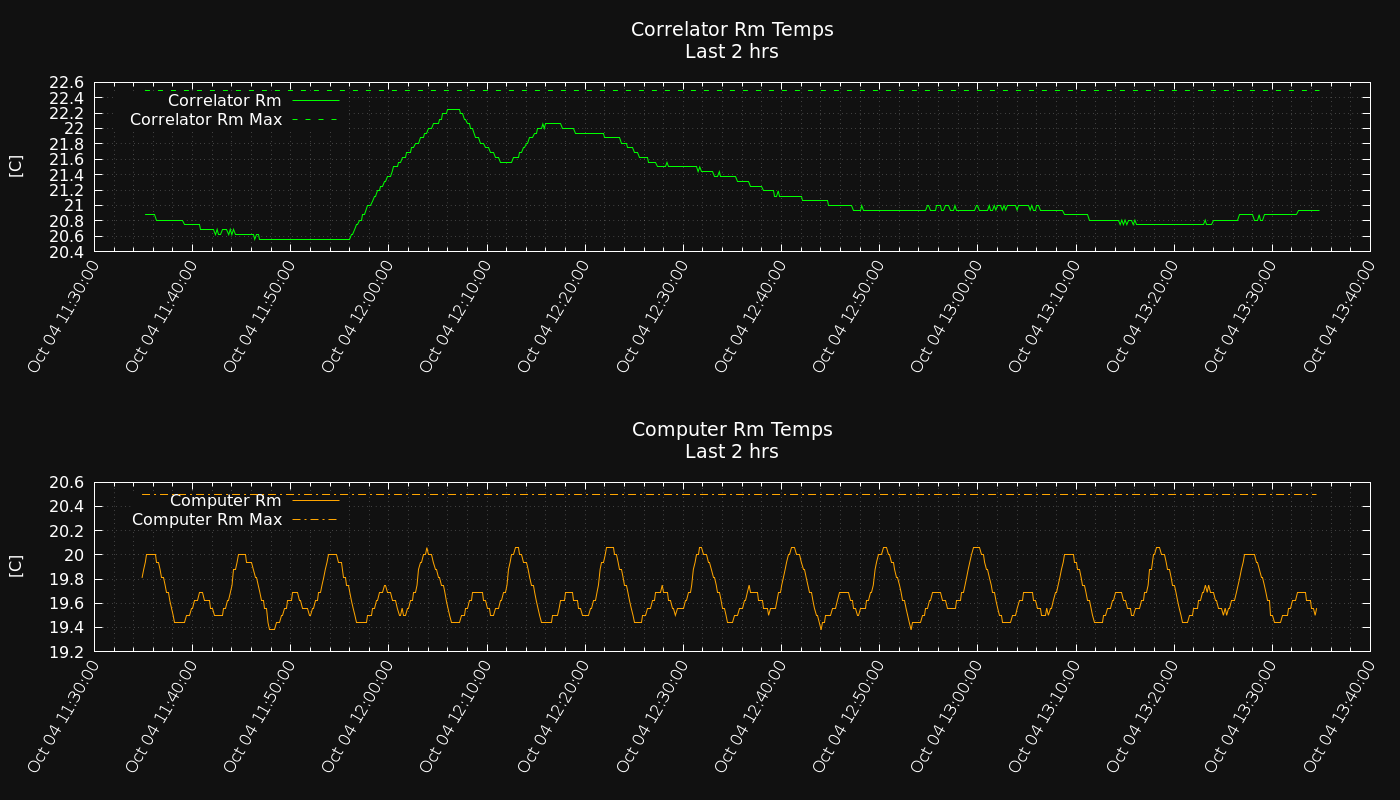 Correlator Rm Temps
Last 2 hrs
22.6
22.4
22.2
22
21.8
21.6
21.4
21.2
21
20.8
20.6
20.4
[C]
Correlator Rm
Correlator Rm Max
Oct 04 11:30:00
Oct 04 11:40:00
Oct 04 11:50:00
Oct 04 12:00:00
Oct 04 12:10:00
Oct 04 12:20:00
Oct 04 12:30:00
Oct 04 12:40:00
Oct 04 12:50:00
Oct 04 13:00:00
Oct 04 13:10:00
Oct 04 13:20:00
Oct 04 13:30:00
Oct 04 13:40:00
Computer Rm Temps
Last 2 hrs
20.6
20.4
20.2
20
19.8
19.6
19.4
19.2
[C]
Computer Rm
Computer Rm Max
Oct 04 11:30:00
Oct 04 11:40:00
Oct 04 11:50:00
Oct 04 12:00:00
Oct 04 12:10:00
Oct 04 12:20:00
Oct 04 12:30:00
Oct 04 12:40:00
Oct 04 12:50:00
Oct 04 13:00:00
Oct 04 13:10:00
Oct 04 13:20:00
Oct 04 13:30:00
Oct 04 13:40:00